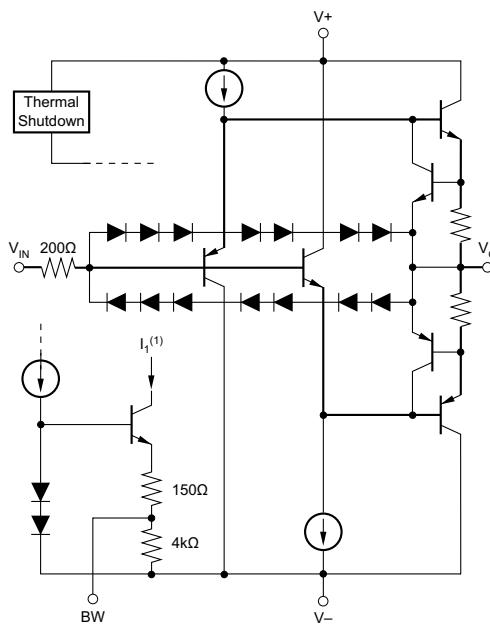 V+
Thermal
Shutdown
200Ω
VIN
V
I1(1)
150Ω
4kΩ
BW
V–